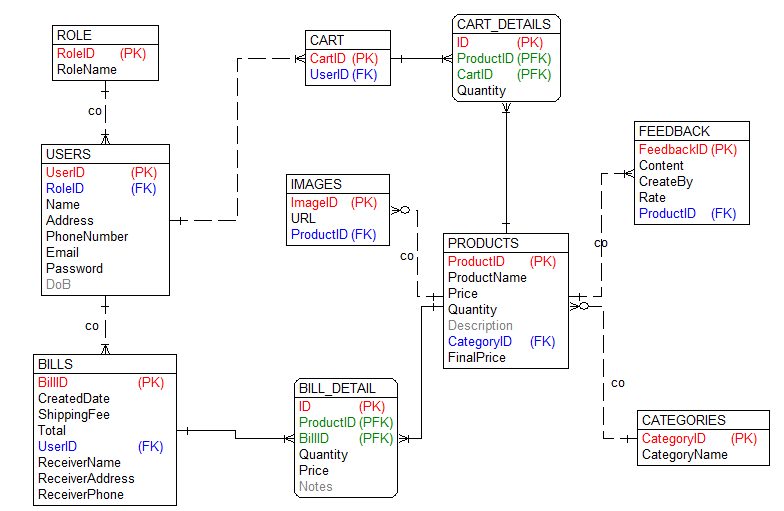 ROLE
RoleID (PK)
RoleName
co
USERS
UserID (PK)
RoleID (FK)
Name
Address
PhoneNumber
Email
Password
DoB
co
BILLS
BillID (PK)
CreatedDate
ShippingFee
Total
UserID (FK)
ReceiverName
ReceiverAddress
ReceiverPhone
CART
CartID (PK)
UserID (FK)
CART_DETAILS
ID (PK)
ProductID (PFK)
CartID (PFK)
Quantity
IMAGES
ImageID (PK)
URL
ProductID (FK)
co
PRODUCTS
ProductID (PK)
ProductName
Price
Quantity
Description
CategoryID (FK)
FinalPrice
BILL_DETAIL
ID (PK)
ProductID (PFK)
BillID (PFK)
Quantity
Price
Notes
FEEDBACK
FeedbackID (PK)
Content
CreateBy
Rate
ProductID (FK)
co
co
CATEGORIES
CategoryID (PK)
CategoryName